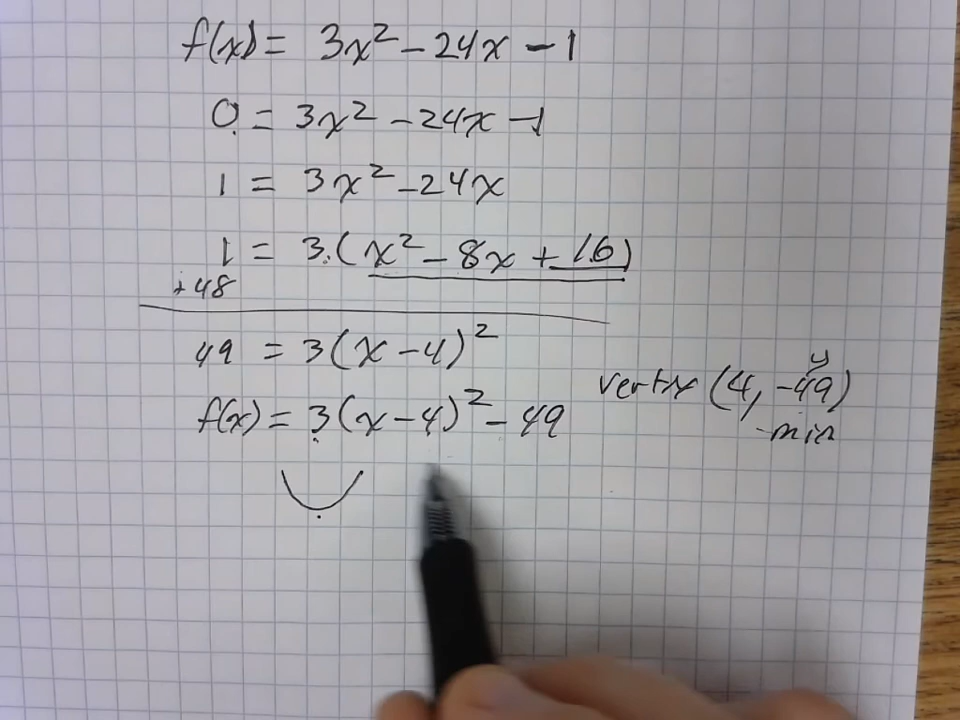 f(x) = 3x² - 24x - 1
0 = 3x² - 24x - 1
1 = 3x² - 24x
1 = 3(x² - 8x + 16)
+48
49 = 3(x - 4)²
y
vertx (4, -49)
f(x) = 3(x - 4)² - 49
-min